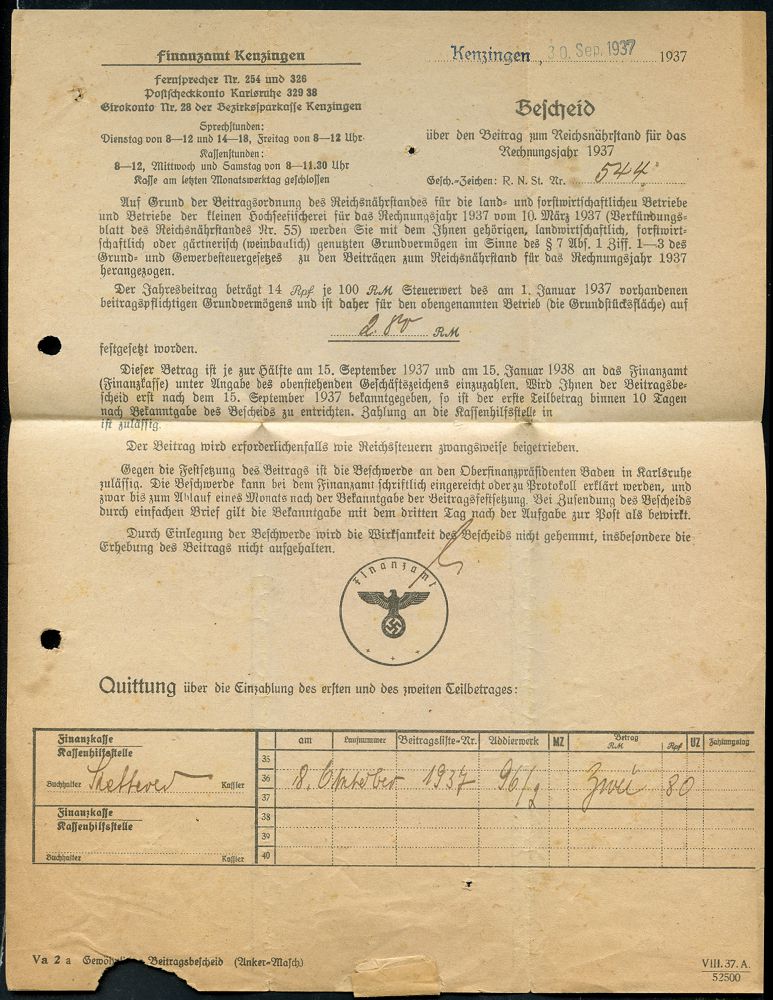 Finanzamt Kenzingen
Fernsprecher Nr. 254 und 326
Postscheckkonto Karlsruhe 329 38
Girokonto Nr. 28 der Bezirkssparkasse Kenzingen
Sprechstunden:
Dienstag von 8—12 und 14—18, Freitag von 8—12 Uhr
Kassenstunden:
8—12, Mittwoch und Samstag von 8—11.30 Uhr
Kasse am letzten Monatswerktag geschlossen
Kenzingen, 30. Sep. 1937 1937
Bescheid
über den Beitrag zum Reichsnährstand für das
Rechnungsjahr 1937
Gesch.-Zeichen: R. N. St. Nr. 544
Auf Grund der Beitragsordnung des Reichsnährstandes für die land- und forstwirtschaftlichen Betriebe
und Betriebe der kleinen Hochseefischerei für das Rechnungsjahr 1937 vom 10. März 1937 (Verkündungs-
blatt des Reichsnährstandes Nr. 55) werden Sie mit dem Ihnen gehörigen, landwirtschaftlich, forstwirt-
schaftlich oder gärtnerisch (weinbaulich) genutzten Grundvermögen im Sinne des § 7 Abs. 1 Ziff. 1—3 des
Grund- und Gewerbesteuergesetzes zu den Beiträgen zum Reichsnährstand für das Rechnungsjahr 1937
herangezogen.
Der Jahresbeitrag beträgt 14 Rpf je 100 RM Steuerwert des am 1. Januar 1937 vorhandenen
beitragspflichtigen Grundvermögens und ist daher für den obengenannten Betrieb (die Grundstücksfläche) auf
2.80 RM
festgesetzt worden.
Dieser Betrag ist je zur Hälfte am 15. September 1937 und am 15. Januar 1938 an das Finanzamt
(Finanzkasse) unter Angabe des obenstehenden Geschäftszeichens einzuzahlen. Wird Ihnen der Beitragsbe-
scheid erst nach dem 15. September 1937 bekanntgegeben, so ist der erste Teilbetrag binnen 10 Tagen
nach Bekanntgabe des Bescheids zu entrichten. Zahlung an die Kassenhilfsstelle in
ist zulässig.
Der Beitrag wird erforderlichenfalls wie Reichssteuern zwangsweise beigetrieben.
Gegen die Festsetzung des Beitrags ist die Beschwerde an den Oberfinanzpräsidenten Baden in Karlsruhe
zulässig. Die Beschwerde kann bei dem Finanzamt schriftlich eingereicht oder zu Protokoll erklärt werden, und
zwar bis zum Ablauf eines Monats nach der Bekanntgabe der Beitragsfestsetzung. Bei Zusendung des Bescheids
durch einfachen Brief gilt die Bekanntgabe mit dem dritten Tag nach der Aufgabe zur Post als bewirkt.
Durch Einlegung der Beschwerde wird die Wirksamkeit des Bescheids nicht gehemmt, insbesondere die
Erhebung des Beitrags nicht aufgehalten.
Finanzamt
Quittung über die Einzahlung des ersten und des zweiten Teilbetrages:
Finanzkasse
Kassenhilfsstelle
Buchhalter Kassier
am Laufnummer Beitragsliste-Nr. Addierwerk MZ Betrag RM Rpf UZ Zahlungstag
35
36 8. Oktober 1937 96/2 Zwei 80
37
Finanzkasse
Kassenhilfsstelle
Buchhalter Kassier
38
39
40
Va 2 a Beitragsbescheid (Anker-Masch.)
VIII. 37. A.
52500